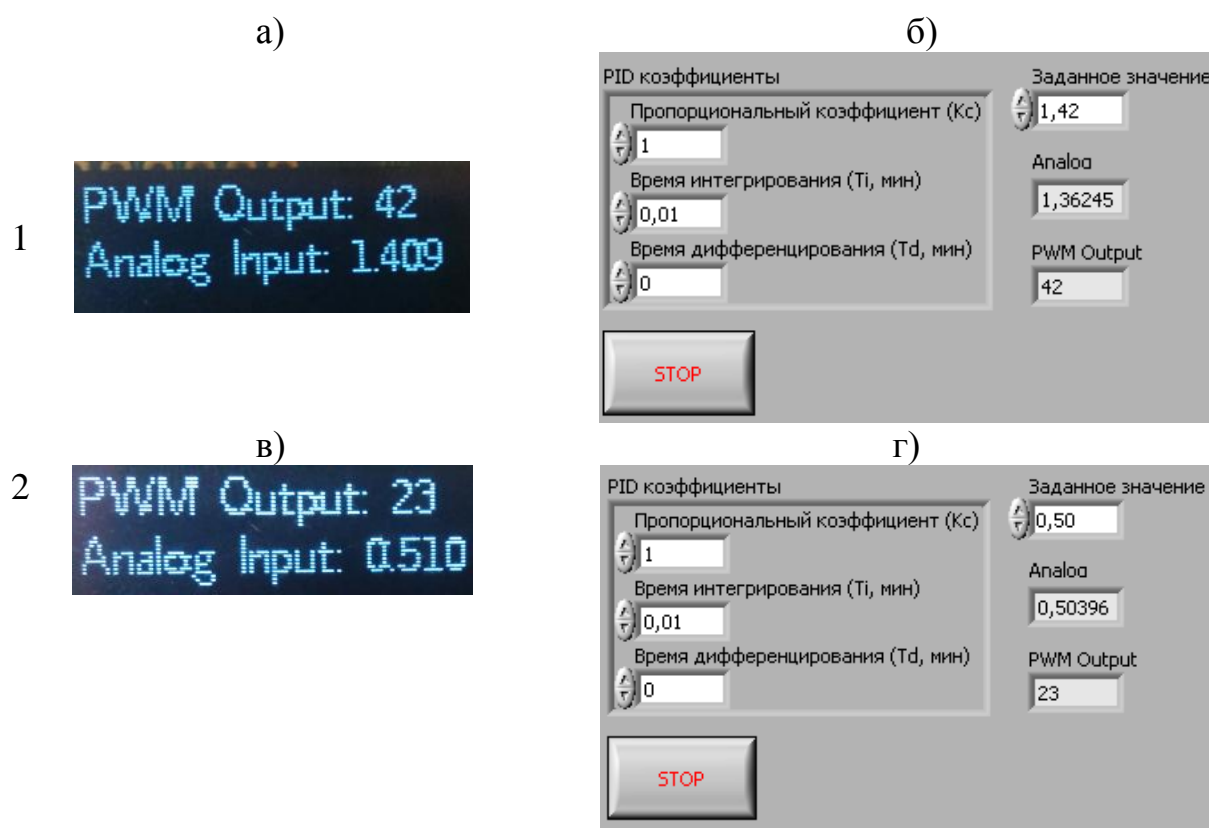 а)
б)
1
PWM Output: 42
Analog Input: 1.409
PID коэффициенты
Пропорциональный коэффициент (Kc)
1
Время интегрирования (Ti, мин)
0,01
Время дифференцирования (Td, мин)
0
Заданное значение
1,42
Analog
1,36245
PWM Output
42
STOP
в)
г)
2
PWM Output: 23
Analog Input: 0.510
PID коэффициенты
Пропорциональный коэффициент (Kc)
1
Время интегрирования (Ti, мин)
0,01
Время дифференцирования (Td, мин)
0
Заданное значение
0,50
Analog
0,50396
PWM Output
23
STOP